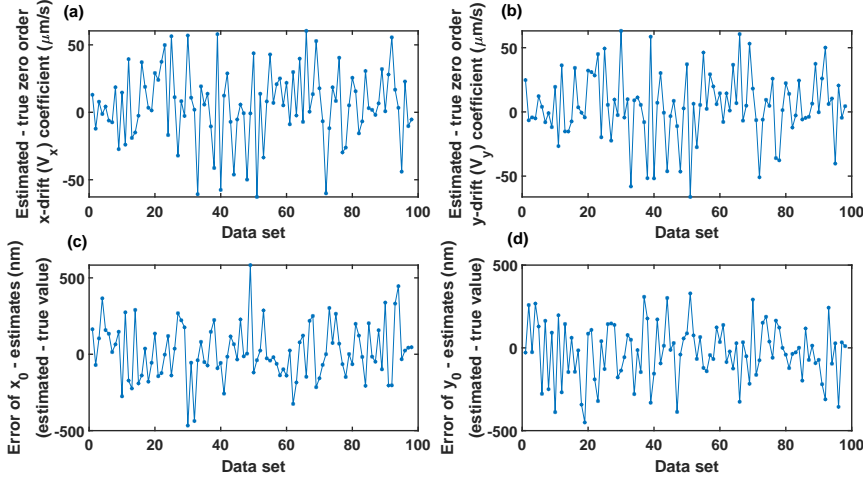 (a)
Estimated - true zero order
x-drift (Vx) coefficient (μm/s)
50
0
-50
0 20 40 60 80 100
Data set
(b)
Estimated - true zero order
y-drift (Vy) coefficient (μm/s)
50
0
-50
0 20 40 60 80 100
Data set
(c)
Error of x0 - estimates (nm)
(estimated - true value)
500
0
-500
0 20 40 60 80 100
Data set
(d)
Error of y0 - estimates (nm)
(estimated - true value)
500
0
-500
0 20 40 60 80 100
Data set